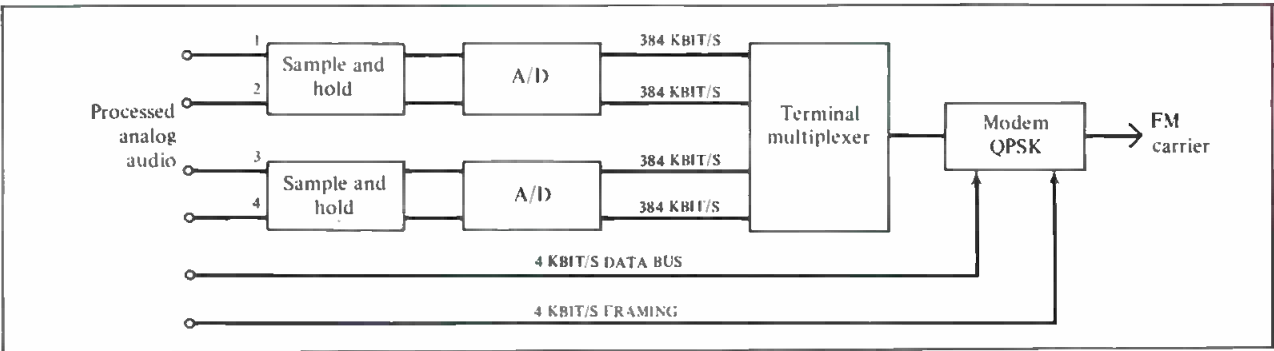 Processed
analog
audio
1
2
3
4
Sample and
hold
Sample and
hold
A/D
A/D
384 KBIT/S
384 KBIT/S
384 KBIT/S
384 KBIT/S
Terminal
multiplexer
Modem
QPSK
FM
carrier
4 KBIT/S DATA BUS
4 KBIT/S FRAMING